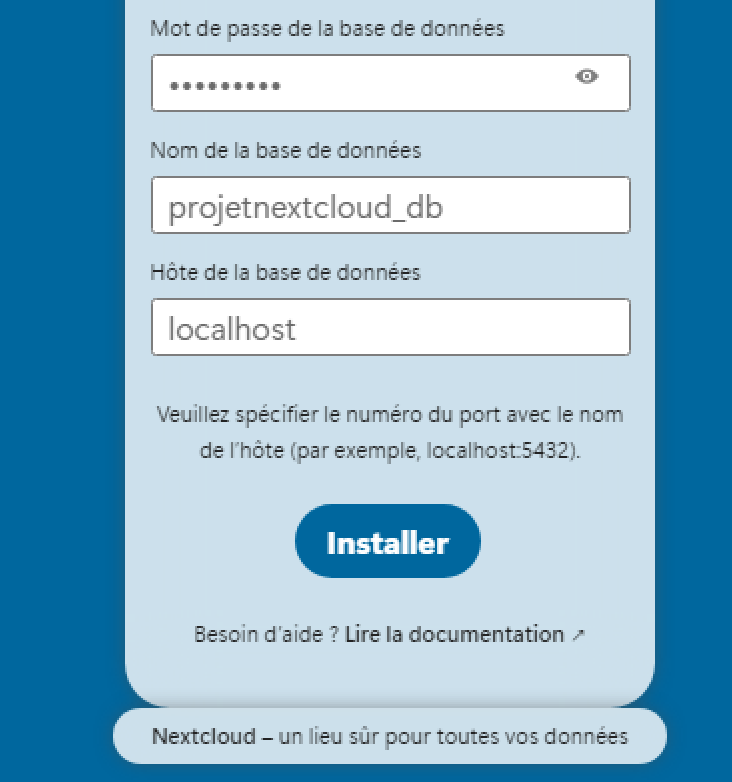 Mot de passe de la base de données
•••••••••
Nom de la base de données
projetnextcloud_db
Hôte de la base de données
localhost
Veuillez spécifier le numéro du port avec le nom
de l'hôte (par exemple, localhost:5432).
Installer
Besoin d'aide ? Lire la documentation ↗
Nextcloud – un lieu sûr pour toutes vos données